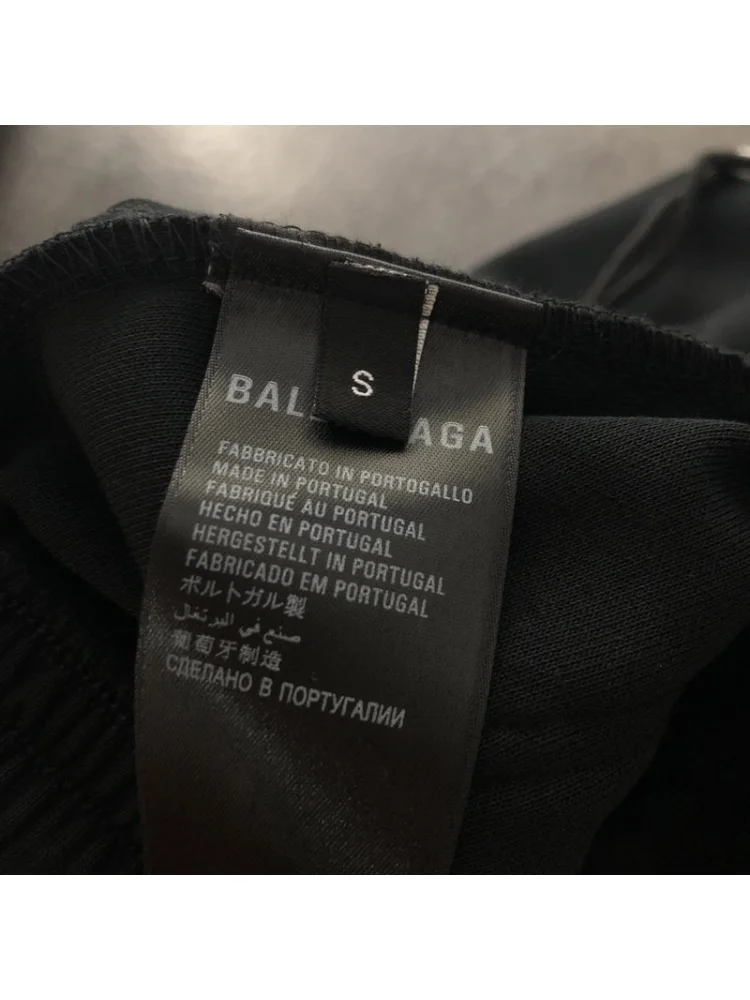 S
BAL AGA
FABBRICATO IN PORTOGALLO
MADE IN PORTUGAL
FABRIQUÉ AU PORTUGAL
HECHO EN PORTUGAL
HERGESTELLT IN PORTUGAL
FABRICADO EM PORTUGAL
ポルトガル製
صنع في البرتغال
葡萄牙制造
СДЕЛАНО В ПОРТУГАЛИИ